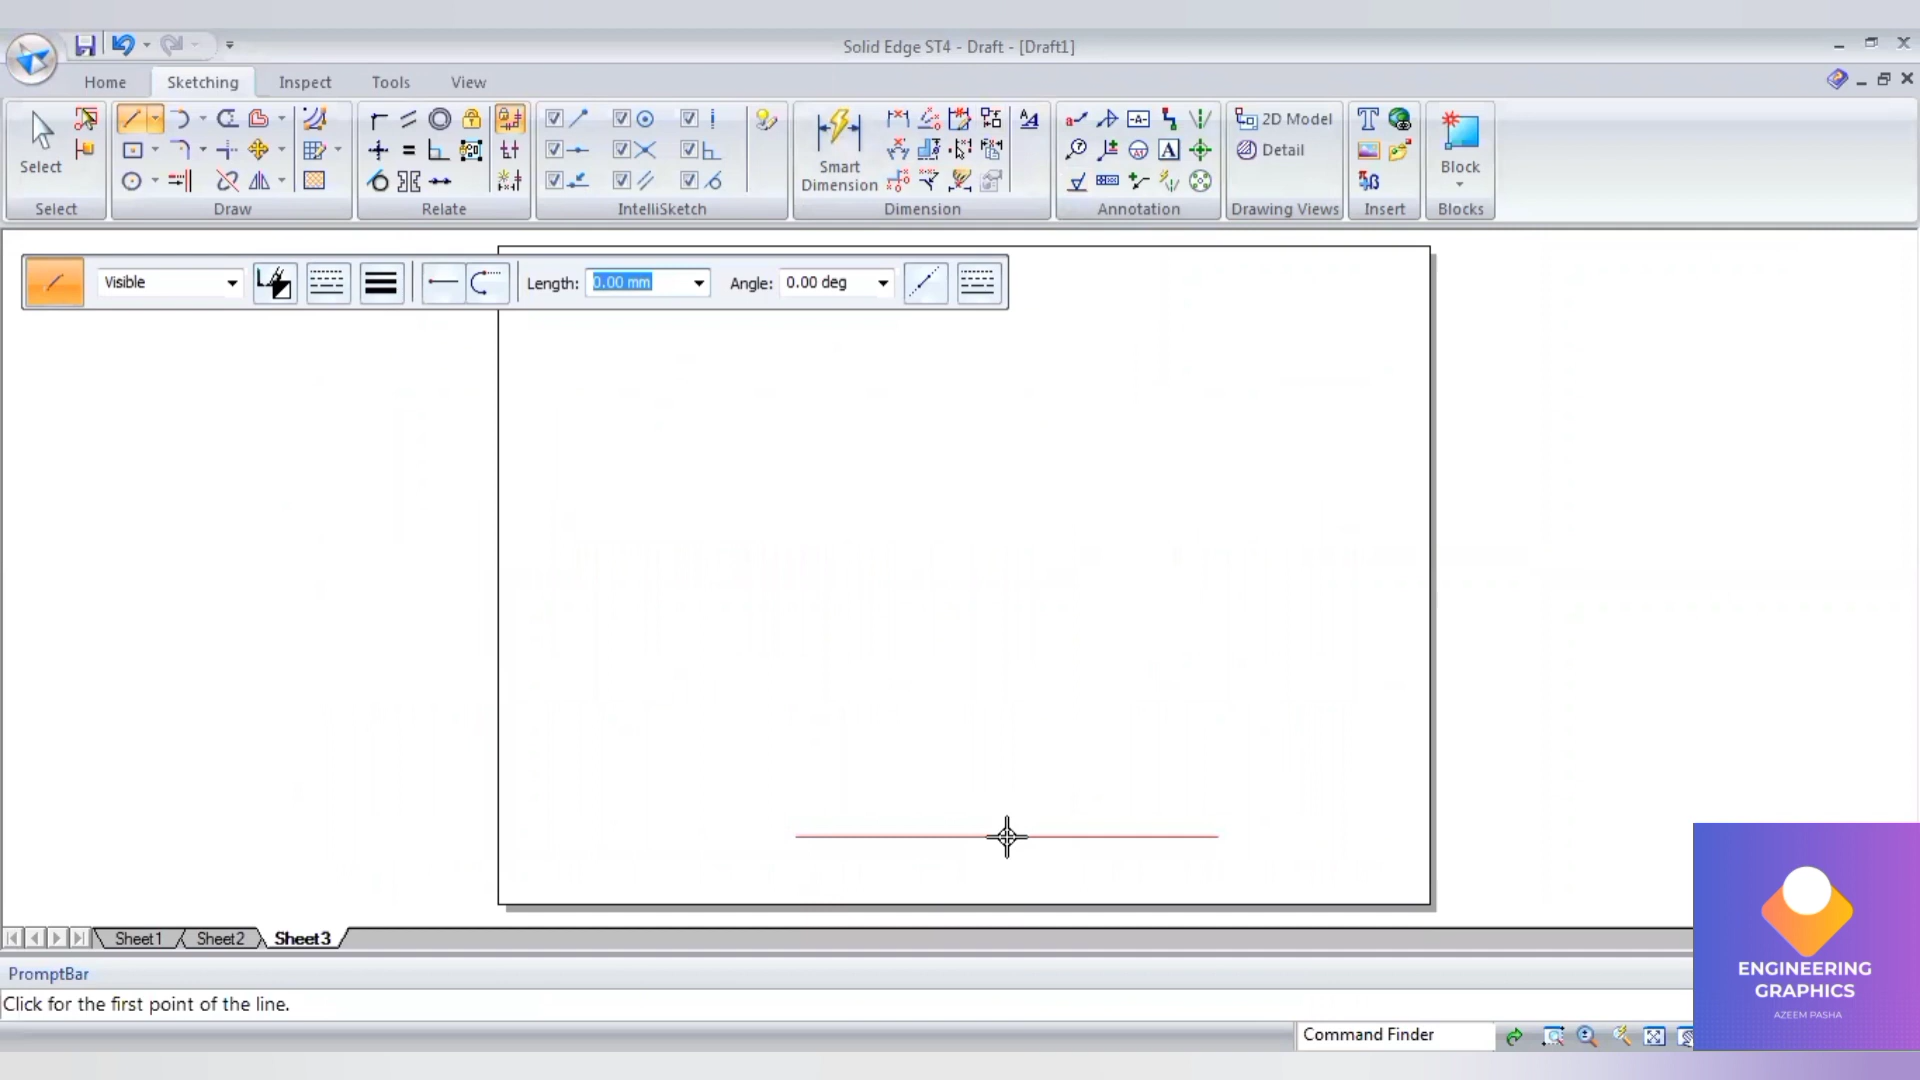 Solid Edge ST4 - Draft - [Draft1]
Home Sketching Inspect Tools View
Select
Smart Dimension
2D Model
Detail
Block
Select Draw Relate IntelliSketch Dimension Annotation Drawing Views Insert Blocks
Visible Length: 0.00 mm Angle: 0.00 deg
Sheet1 Sheet2 Sheet3
PromptBar
Click for the first point of the line.
Command Finder
ENGINEERING
GRAPHICS
AZEEM PASHA